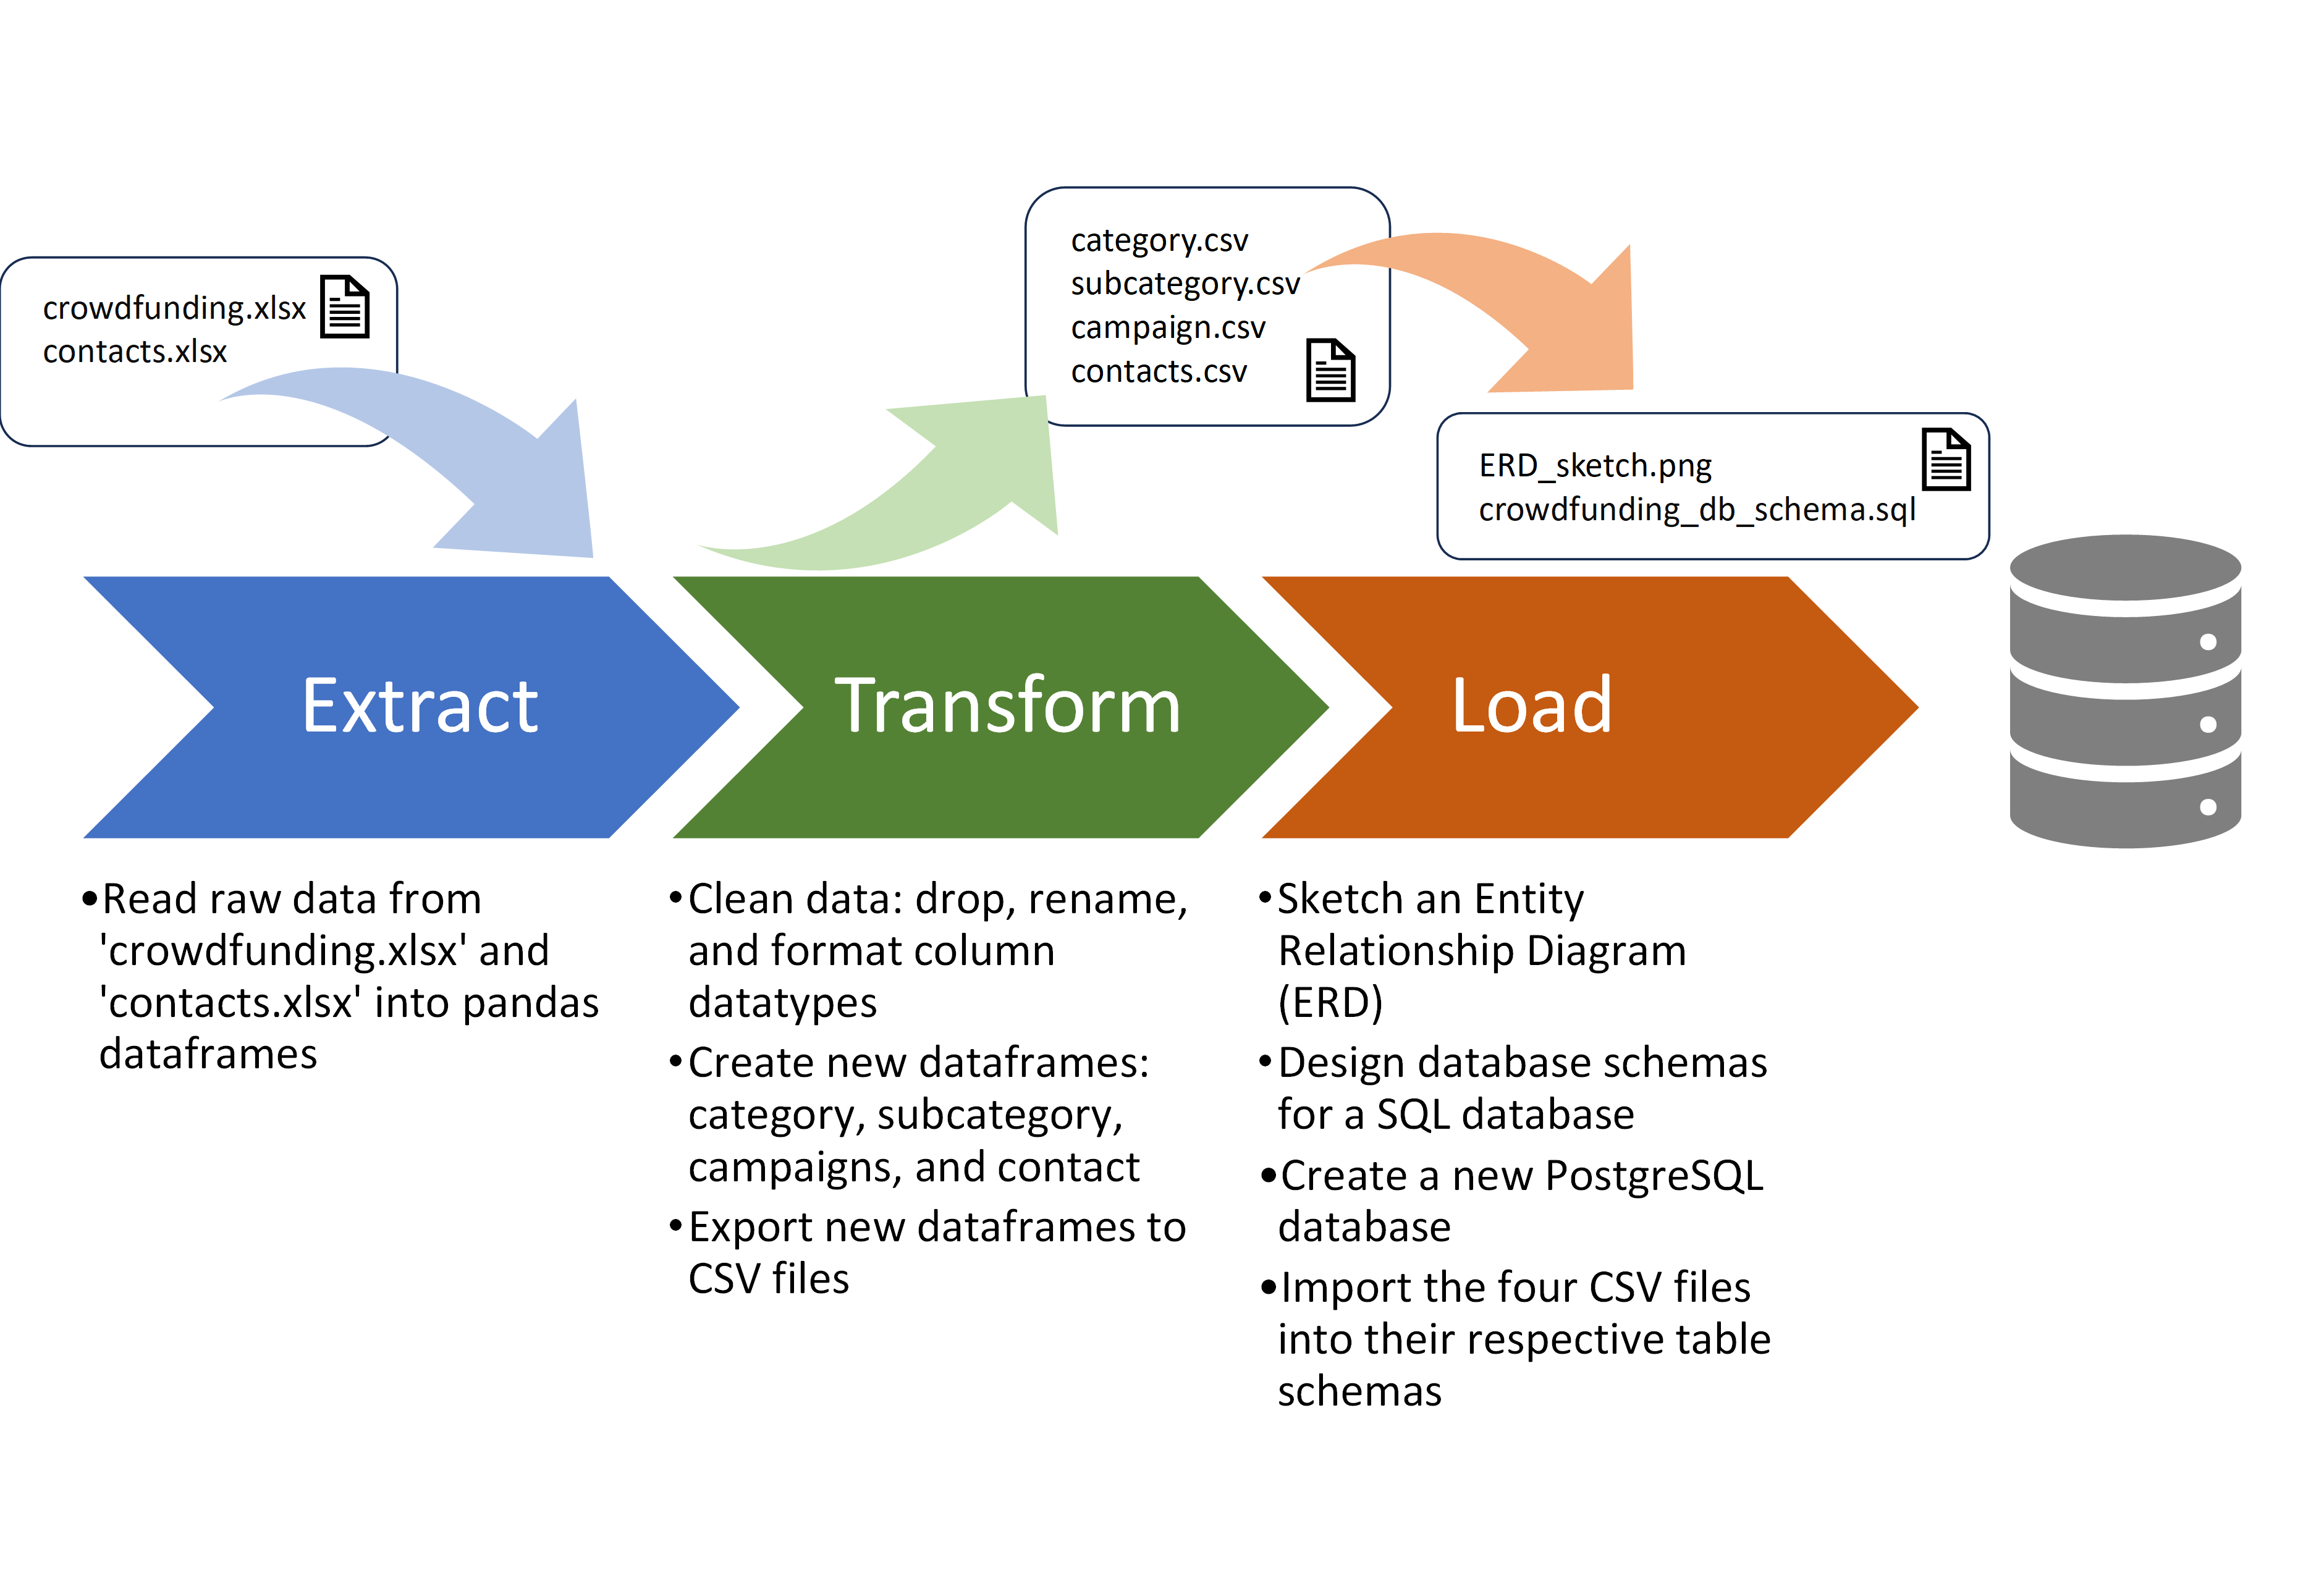 crowdfunding.xlsx
contacts.xlsx
category.csv
subcategory.csv
campaign.csv
contacts.csv
ERD_sketch.png
crowdfunding_db_schema.sql
Extract
Transform
Load
•Read raw data from
'crowdfunding.xlsx' and
'contacts.xlsx' into pandas
dataframes
•Clean data: drop, rename,
and format column
datatypes
•Create new dataframes:
category, subcategory,
campaigns, and contact
•Export new dataframes to
CSV files
•Sketch an Entity
Relationship Diagram
(ERD)
•Design database schemas
for a SQL database
•Create a new PostgreSQL
database
•Import the four CSV files
into their respective table
schemas